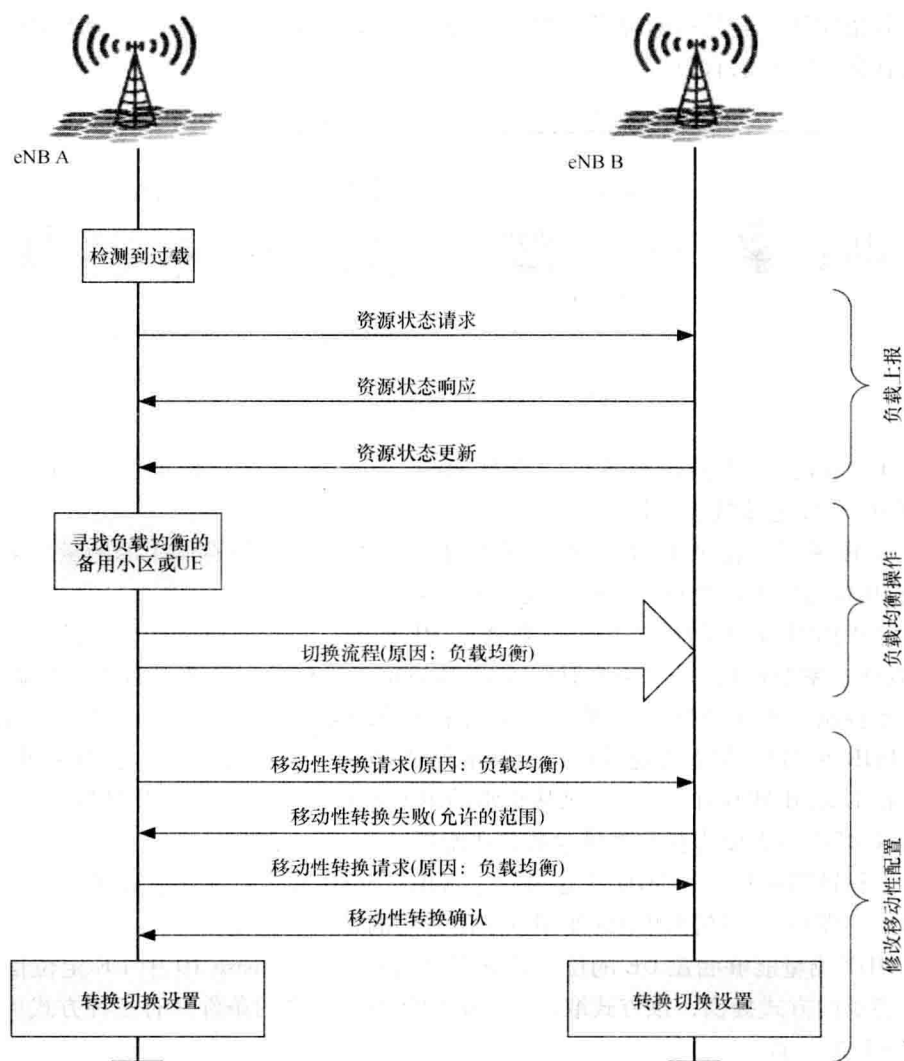 eNB A
eNB B
检测到过载
资源状态请求
资源状态响应
资源状态更新
负载上报
寻找负载均衡的
备用小区或UE
切换流程(原因：负载均衡)
负载均衡操作
移动性转换请求(原因：负载均衡)
移动性转换失败(允许的范围)
移动性转换请求(原因：负载均衡)
移动性转换确认
修改移动性配置
转换切换设置
转换切换设置